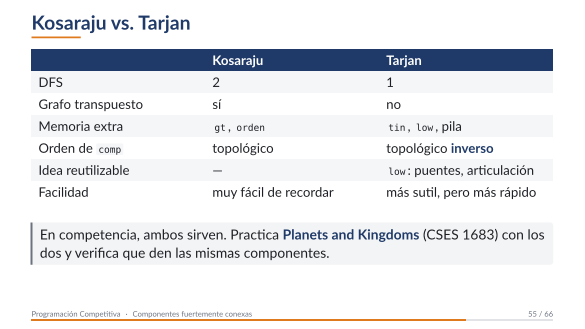 Kosaraju vs. Tarjan
Kosaraju Tarjan
DFS 2 1
Grafo transpuesto sí no
Memoria extra gt, orden tin, low, pila
Orden de comp topológico topológico inverso
Idea reutilizable — low: puentes, articulación
Facilidad muy fácil de recordar más sutil, pero más rápido
En competencia, ambos sirven. Practica Planets and Kingdoms (CSES 1683) con los
dos y verifica que den las mismas componentes.
Programación Competitiva · Componentes fuertemente conexas 55 / 66